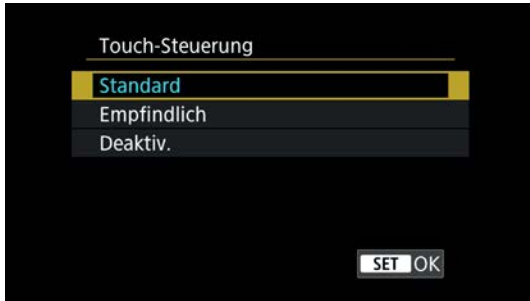 Touch-Steuerung
Standard
Empfindlich
Deaktiv.
SET OK